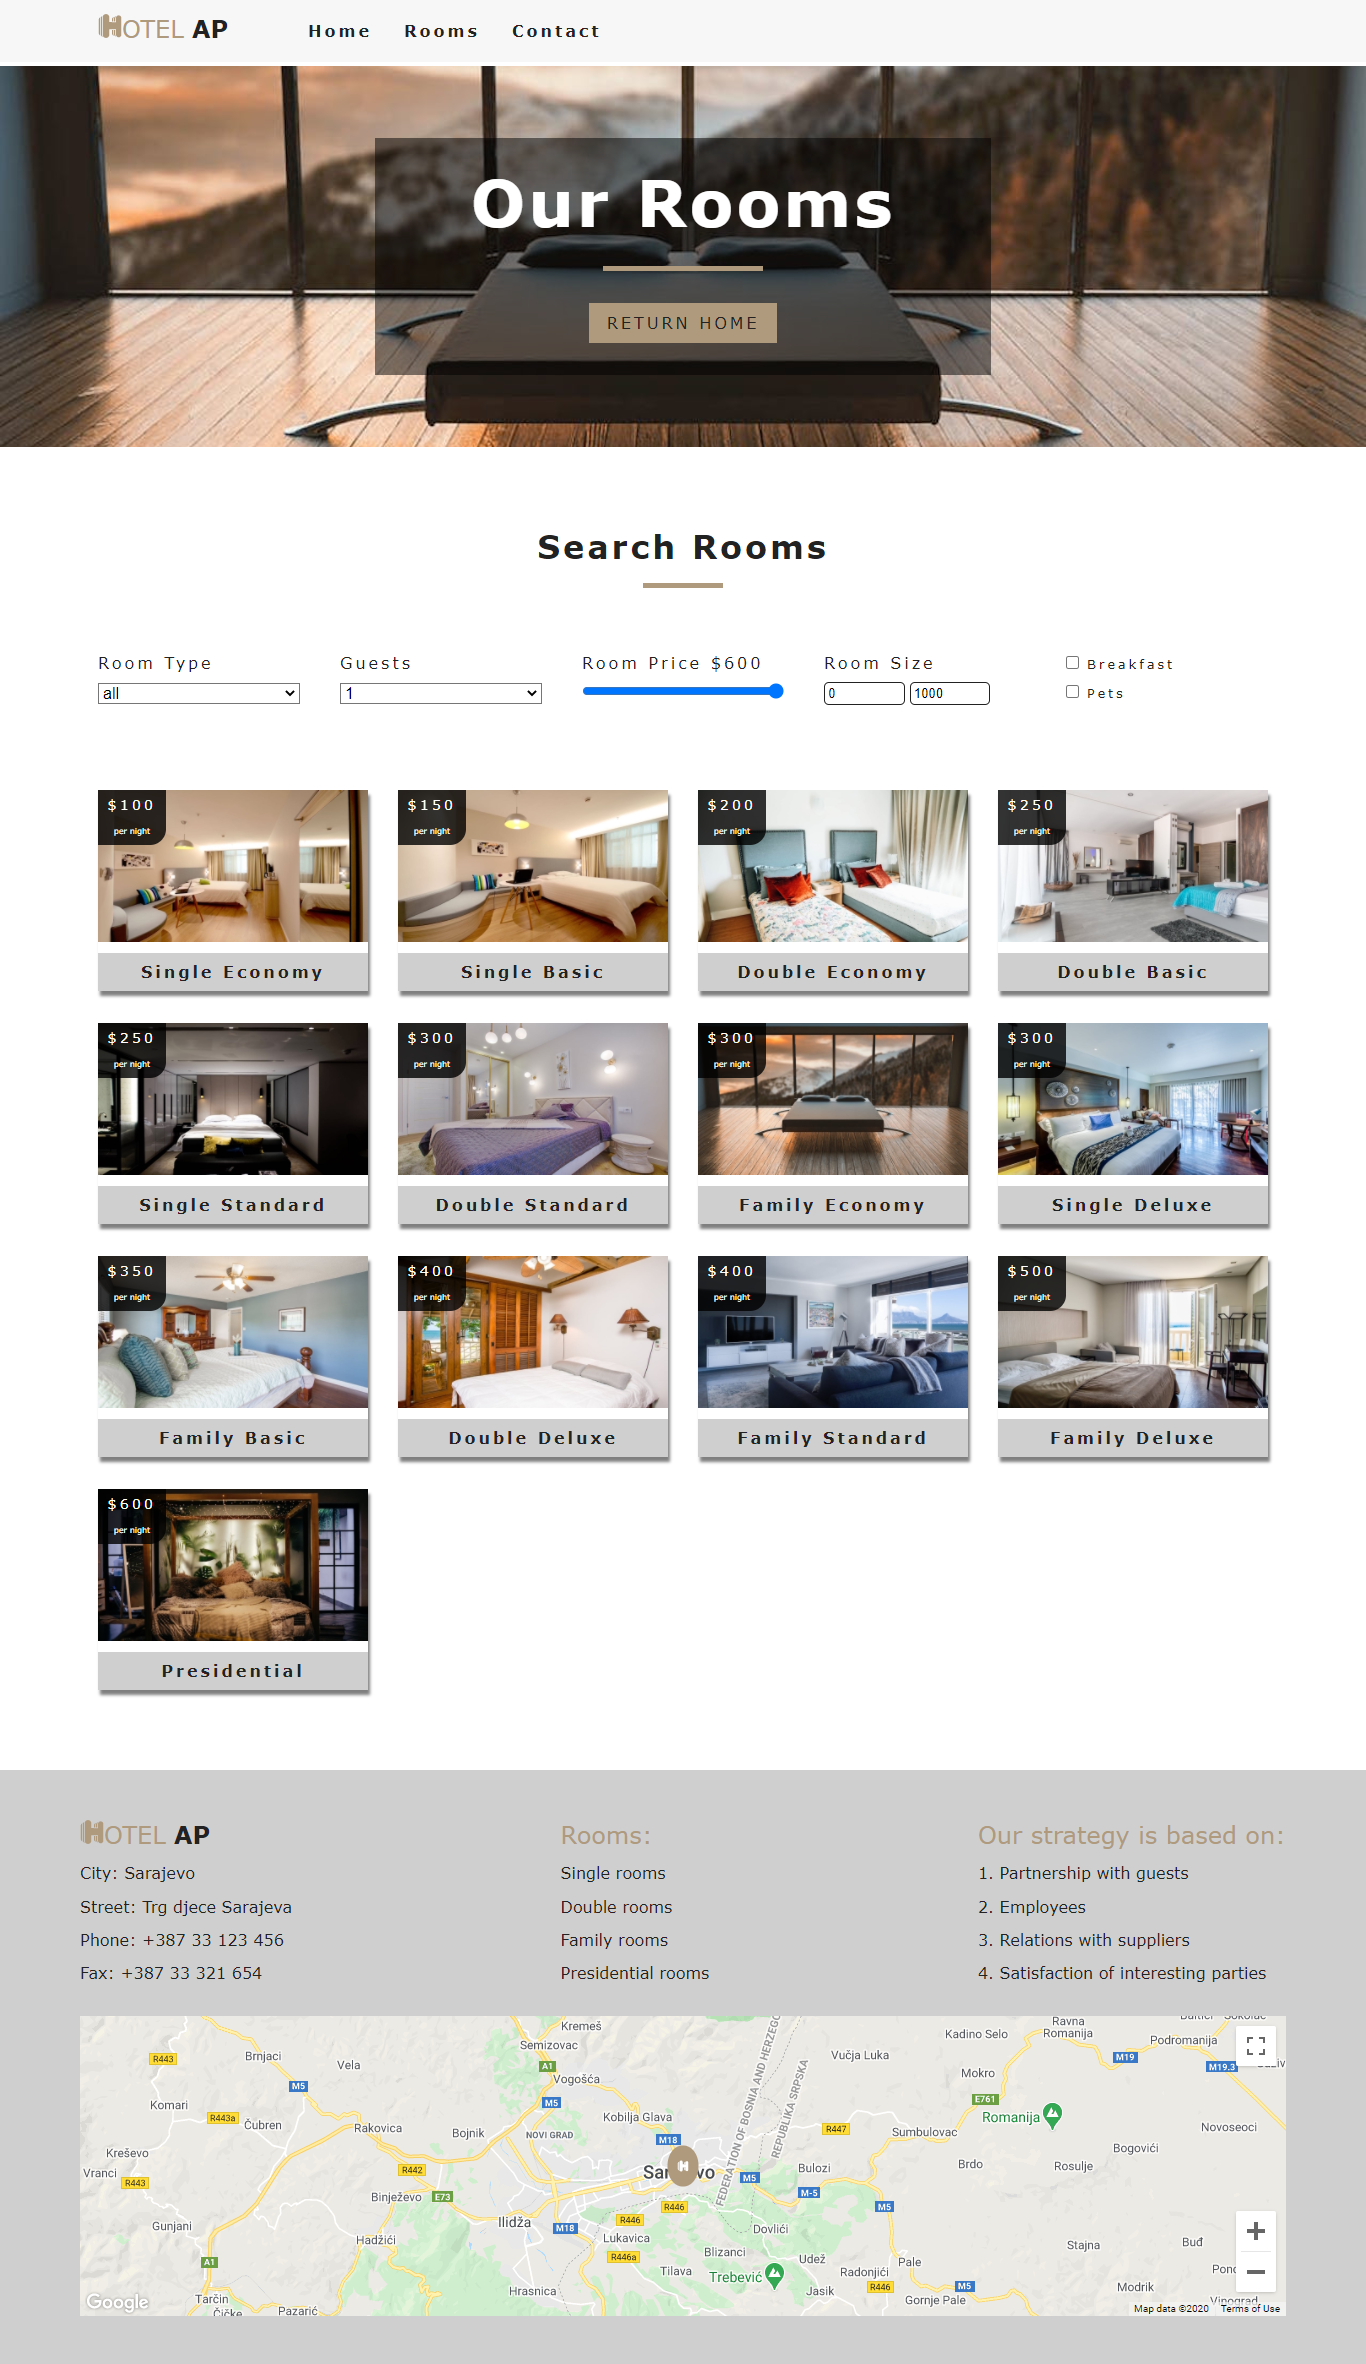 HOTEL AP
Home Rooms Contact
Our Rooms
RETURN HOME
Search Rooms
Room Type Guests Room Price $600 Room Size Breakfast
all 1 0 1000 Pets
$100 $150 $200 $250
per night per night per night per night
Single Economy Single Basic Double Economy Double Basic
$250 $300 $300 $300
per night per night per night per night
Single Standard Double Standard Family Economy Single Deluxe
$350 $400 $400 $500
per night per night per night per night
Family Basic Double Deluxe Family Standard Family Deluxe
$600
per night
Presidential
HOTEL AP
City: Sarajevo
Street: Trg djece Sarajeva
Phone: +387 33 123 456
Fax: +387 33 321 654
Rooms:
Single rooms
Double rooms
Family rooms
Presidential rooms
Our strategy is based on:
1. Partnership with guests
2. Employees
3. Relations with suppliers
4. Satisfaction of interesting parties
Kremeš
Ravna
Romanija
Kadino Selo
Semizovac
Podromanija
R443
Brnjaci
Vela
A1
Vučja Luka
M19
M19.3
Mokro
M5
Vogošća
Komari
M5
E761
R443a
Čubren
Rakovica
Kobilja Glava
Romanija
Bojnik
NOVI GRAD
M18
R447
Sumbulovac
Novoseoci
Kreševo
Bogovići
FEDERATION OF BOSNIA AND HERZEGO
REPUBLIKA SRPSKA
Vranci
R443
R442
M5
Bulozi
Brdo
Rosulje
Binježevo
E73
M-5
R446
M5
Gunjani
Ilidža
M18
R446
Dovlići
Hadžići
Lukavica
Stajna
Buđ
R446a
Blizanci
Udež
Pale
A1
Tilava
Trebević
Radonjići
Hrasnica
Jasik
R446
M5
Modrik
Tarčin
Gornje Pale
Vinograd
Google
Čičke
Pazarić
Map data ©2020 Terms of Use